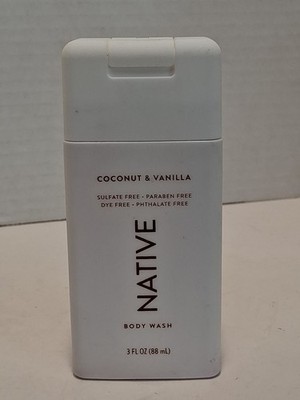 COCONUT & VANILLA
SULFATE FREE - PARABEN FREE
DYE FREE - PHTHALATE FREE
NATIVE
BODY WASH
3 FL OZ (88 mL)